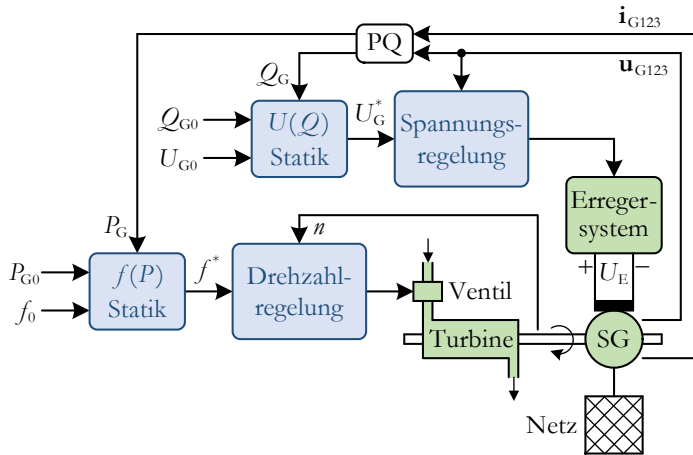 i_G123
PQ
u_G123
Q_G
Q_G0
U_G0
U(Q)
Statik
U_G^*
Spannungs-
regelung
Erreger-
system
P_G
n
+ U_E −
P_G0
f_0
f(P)
Statik
f^*
Drehzahl-
regelung
Ventil
Turbine
SG
Netz